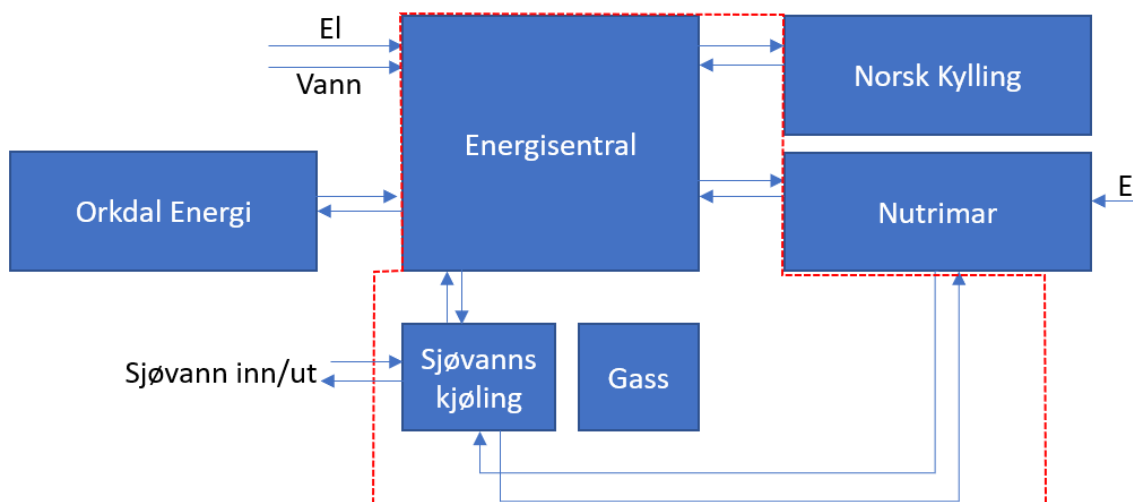 El
Vann
Energisentral
Norsk Kylling
Orkdal Energi
Nutrimar
E
Sjøvann inn/ut
Sjøvanns
kjøling
Gass